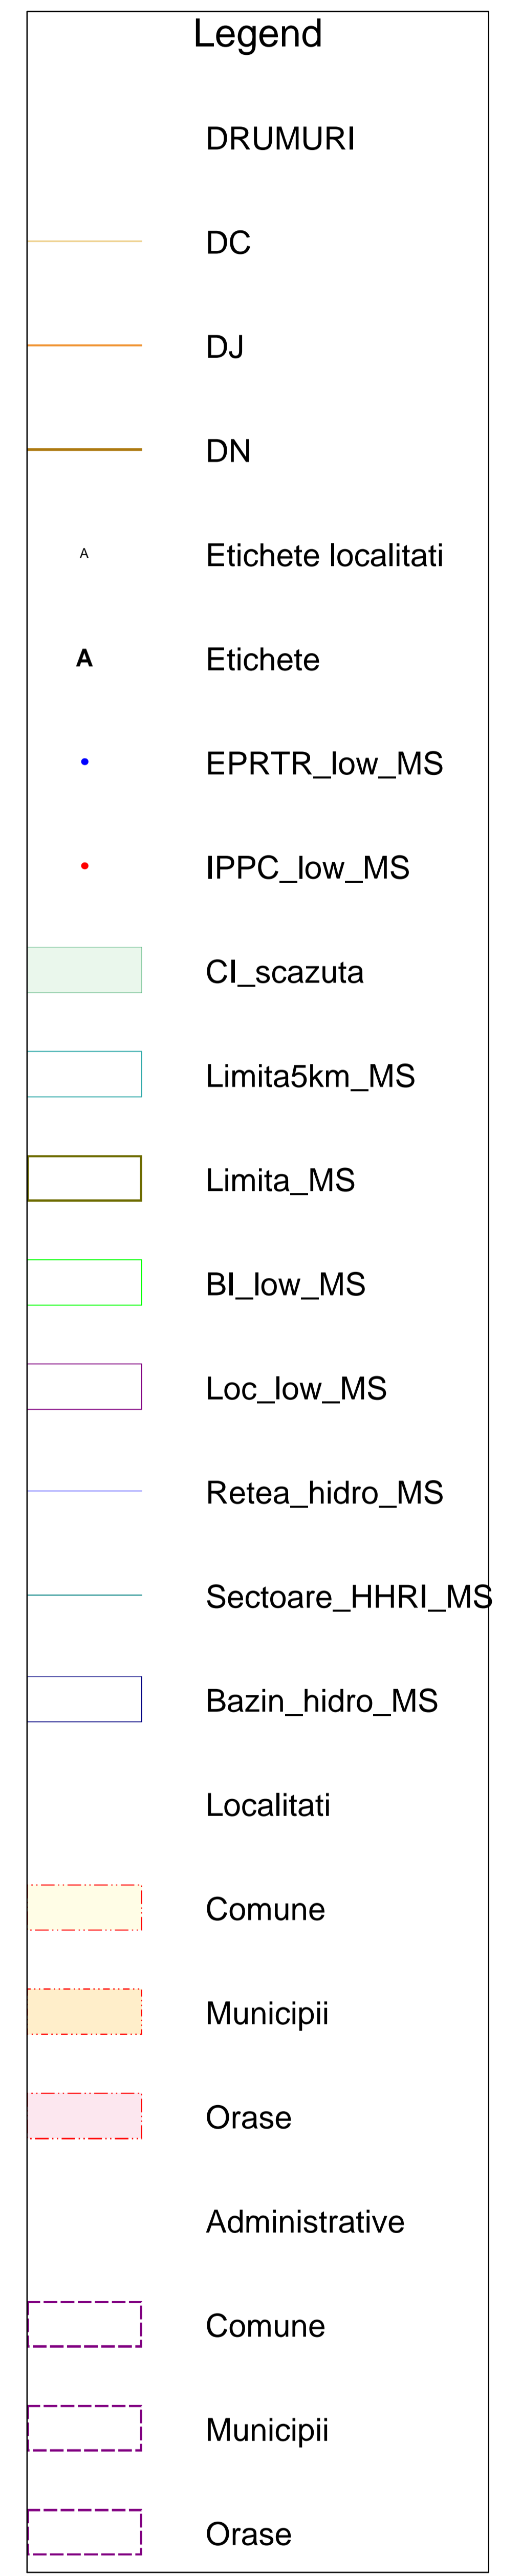 Legend
DRUMURI
DC
DJ
DN
A Etichete localitati
A Etichete
EPRTR_low_MS
IPPC_low_MS
CI_scazuta
Limita5km_MS
Limita_MS
BI_low_MS
Loc_low_MS
Retea_hidro_MS
Sectoare_HHRI_MS
Bazin_hidro_MS
Localitati
Comune
Municipii
Orase
Administrative
Comune
Municipii
Orase